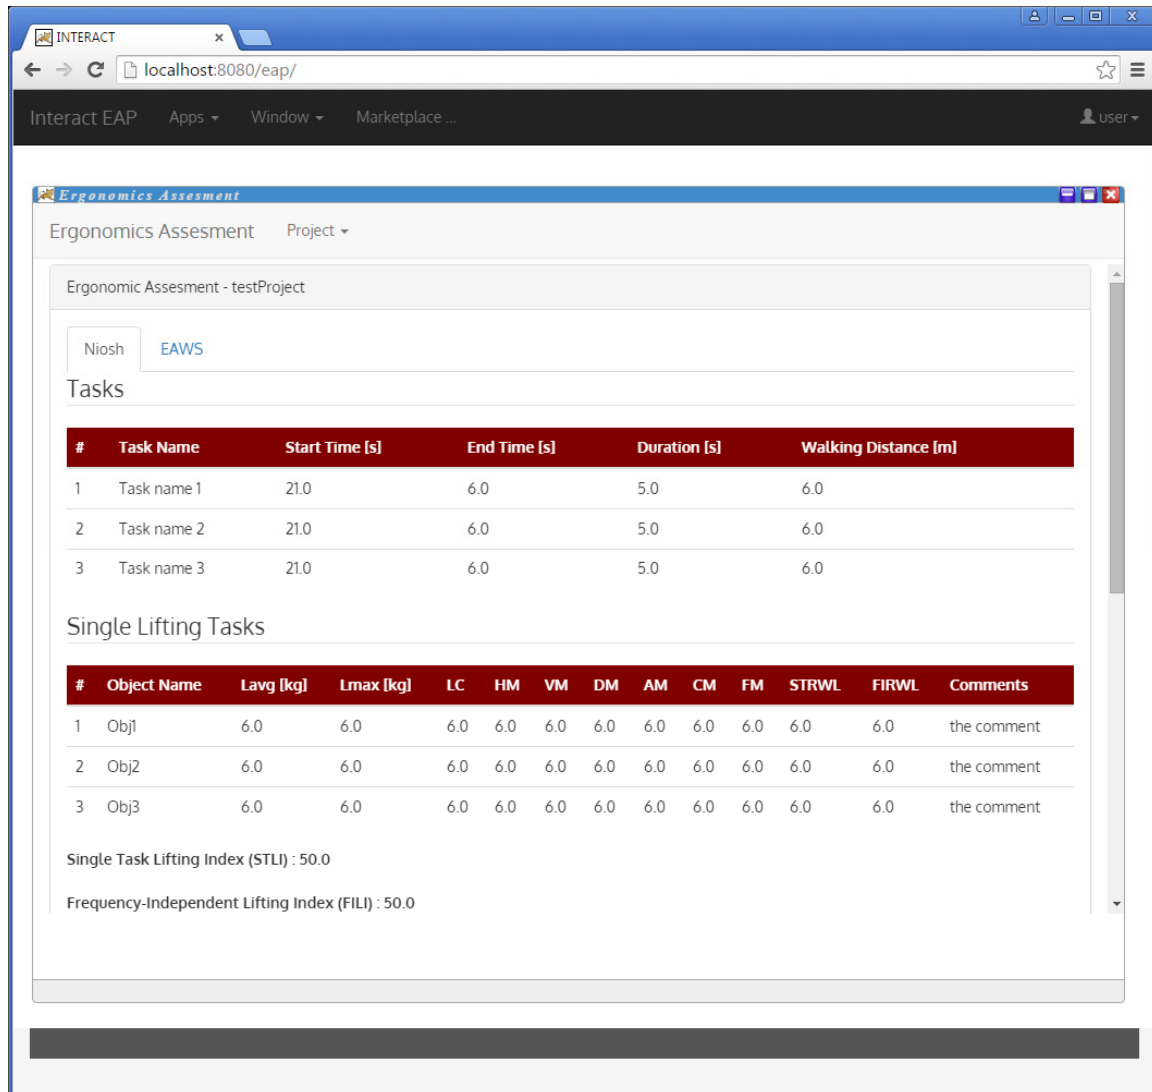 INTERACT
localhost:8080/eap/
Interact EAP Apps Window Marketplace ... user
Ergonomics Assesment
Ergonomics Assesment Project
Ergonomic Assesment - testProject
Niosh EAWS
Tasks
# Task Name Start Time [s] End Time [s] Duration [s] Walking Distance [m]
1 Task name 1 21.0 6.0 5.0 6.0
2 Task name 2 21.0 6.0 5.0 6.0
3 Task name 3 21.0 6.0 5.0 6.0
Single Lifting Tasks
# Object Name Lavg [kg] Lmax [kg] LC HM VM DM AM CM FM STRWL FIRWL Comments
1 Obj1 6.0 6.0 6.0 6.0 6.0 6.0 6.0 6.0 6.0 6.0 6.0 the comment
2 Obj2 6.0 6.0 6.0 6.0 6.0 6.0 6.0 6.0 6.0 6.0 6.0 the comment
3 Obj3 6.0 6.0 6.0 6.0 6.0 6.0 6.0 6.0 6.0 6.0 6.0 the comment
Single Task Lifting Index (STLI) : 50.0
Frequency-Independent Lifting Index (FILI) : 50.0